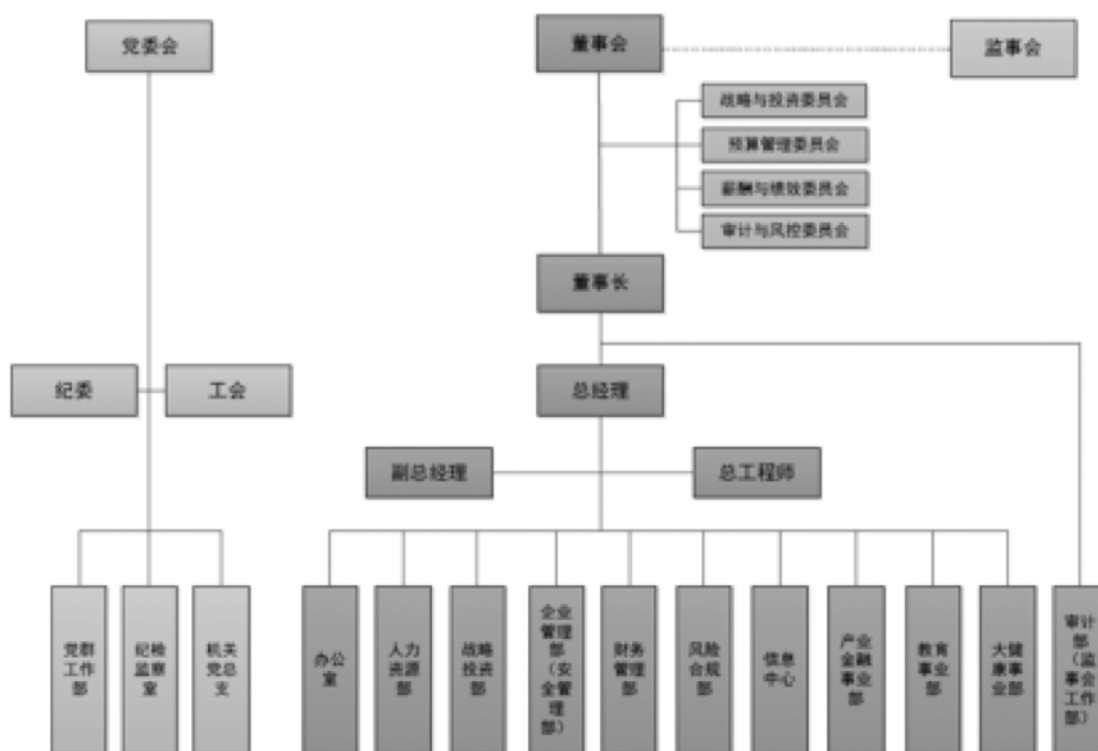 党委会
董事会
监事会
战略与投资委员会
预算管理委员会
薪酬与绩效委员会
审计与风控委员会
董事长
纪委
工会
总经理
副总经理
总工程师
党群
工作
部
纪检
监察
室
机关
党总
支
办公
室
人力
资源
部
战略
投资
部
企业
管理
部（安
全管
理
部）
财务
管理
部
风险
合规
部
信息
中心
产业
金融
事业
部
教育
事业
部
大健
康事
业部
审计
部
（监
事会
工作
部）